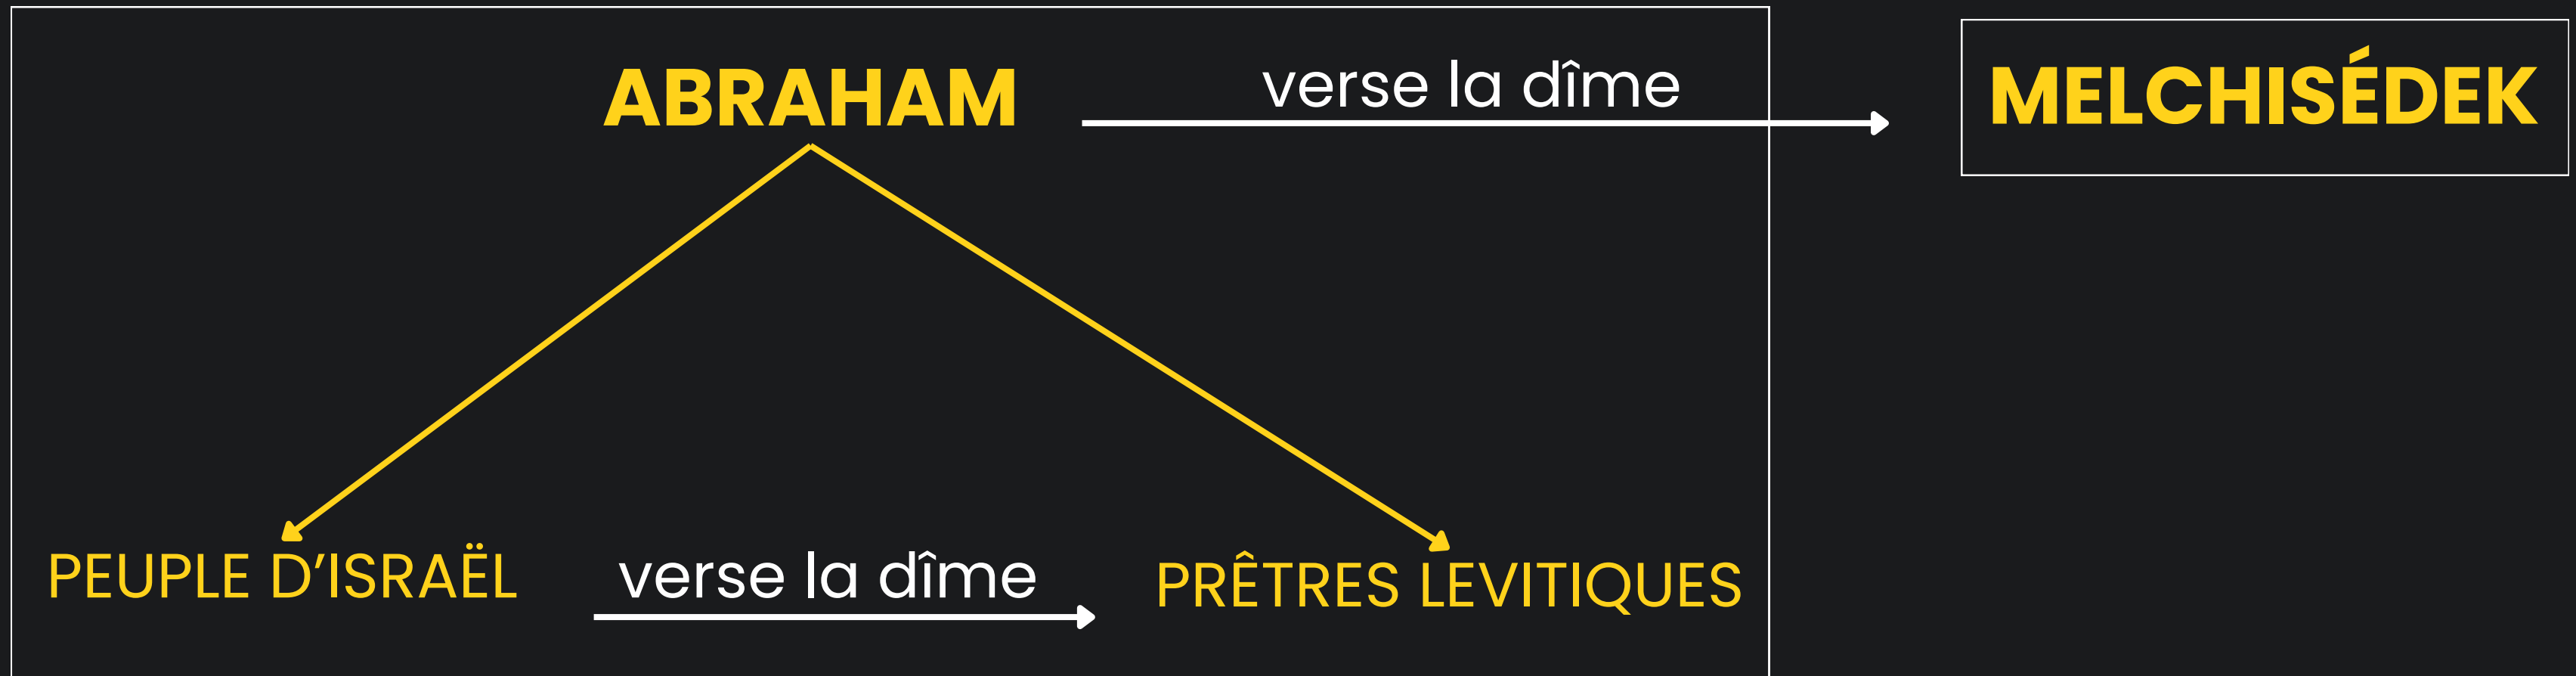 ABRAHAM
verse la dîme
MELCHISÉDEK
PEUPLE D’ISRAËL
verse la dîme
PRÊTRES LEVITIQUES